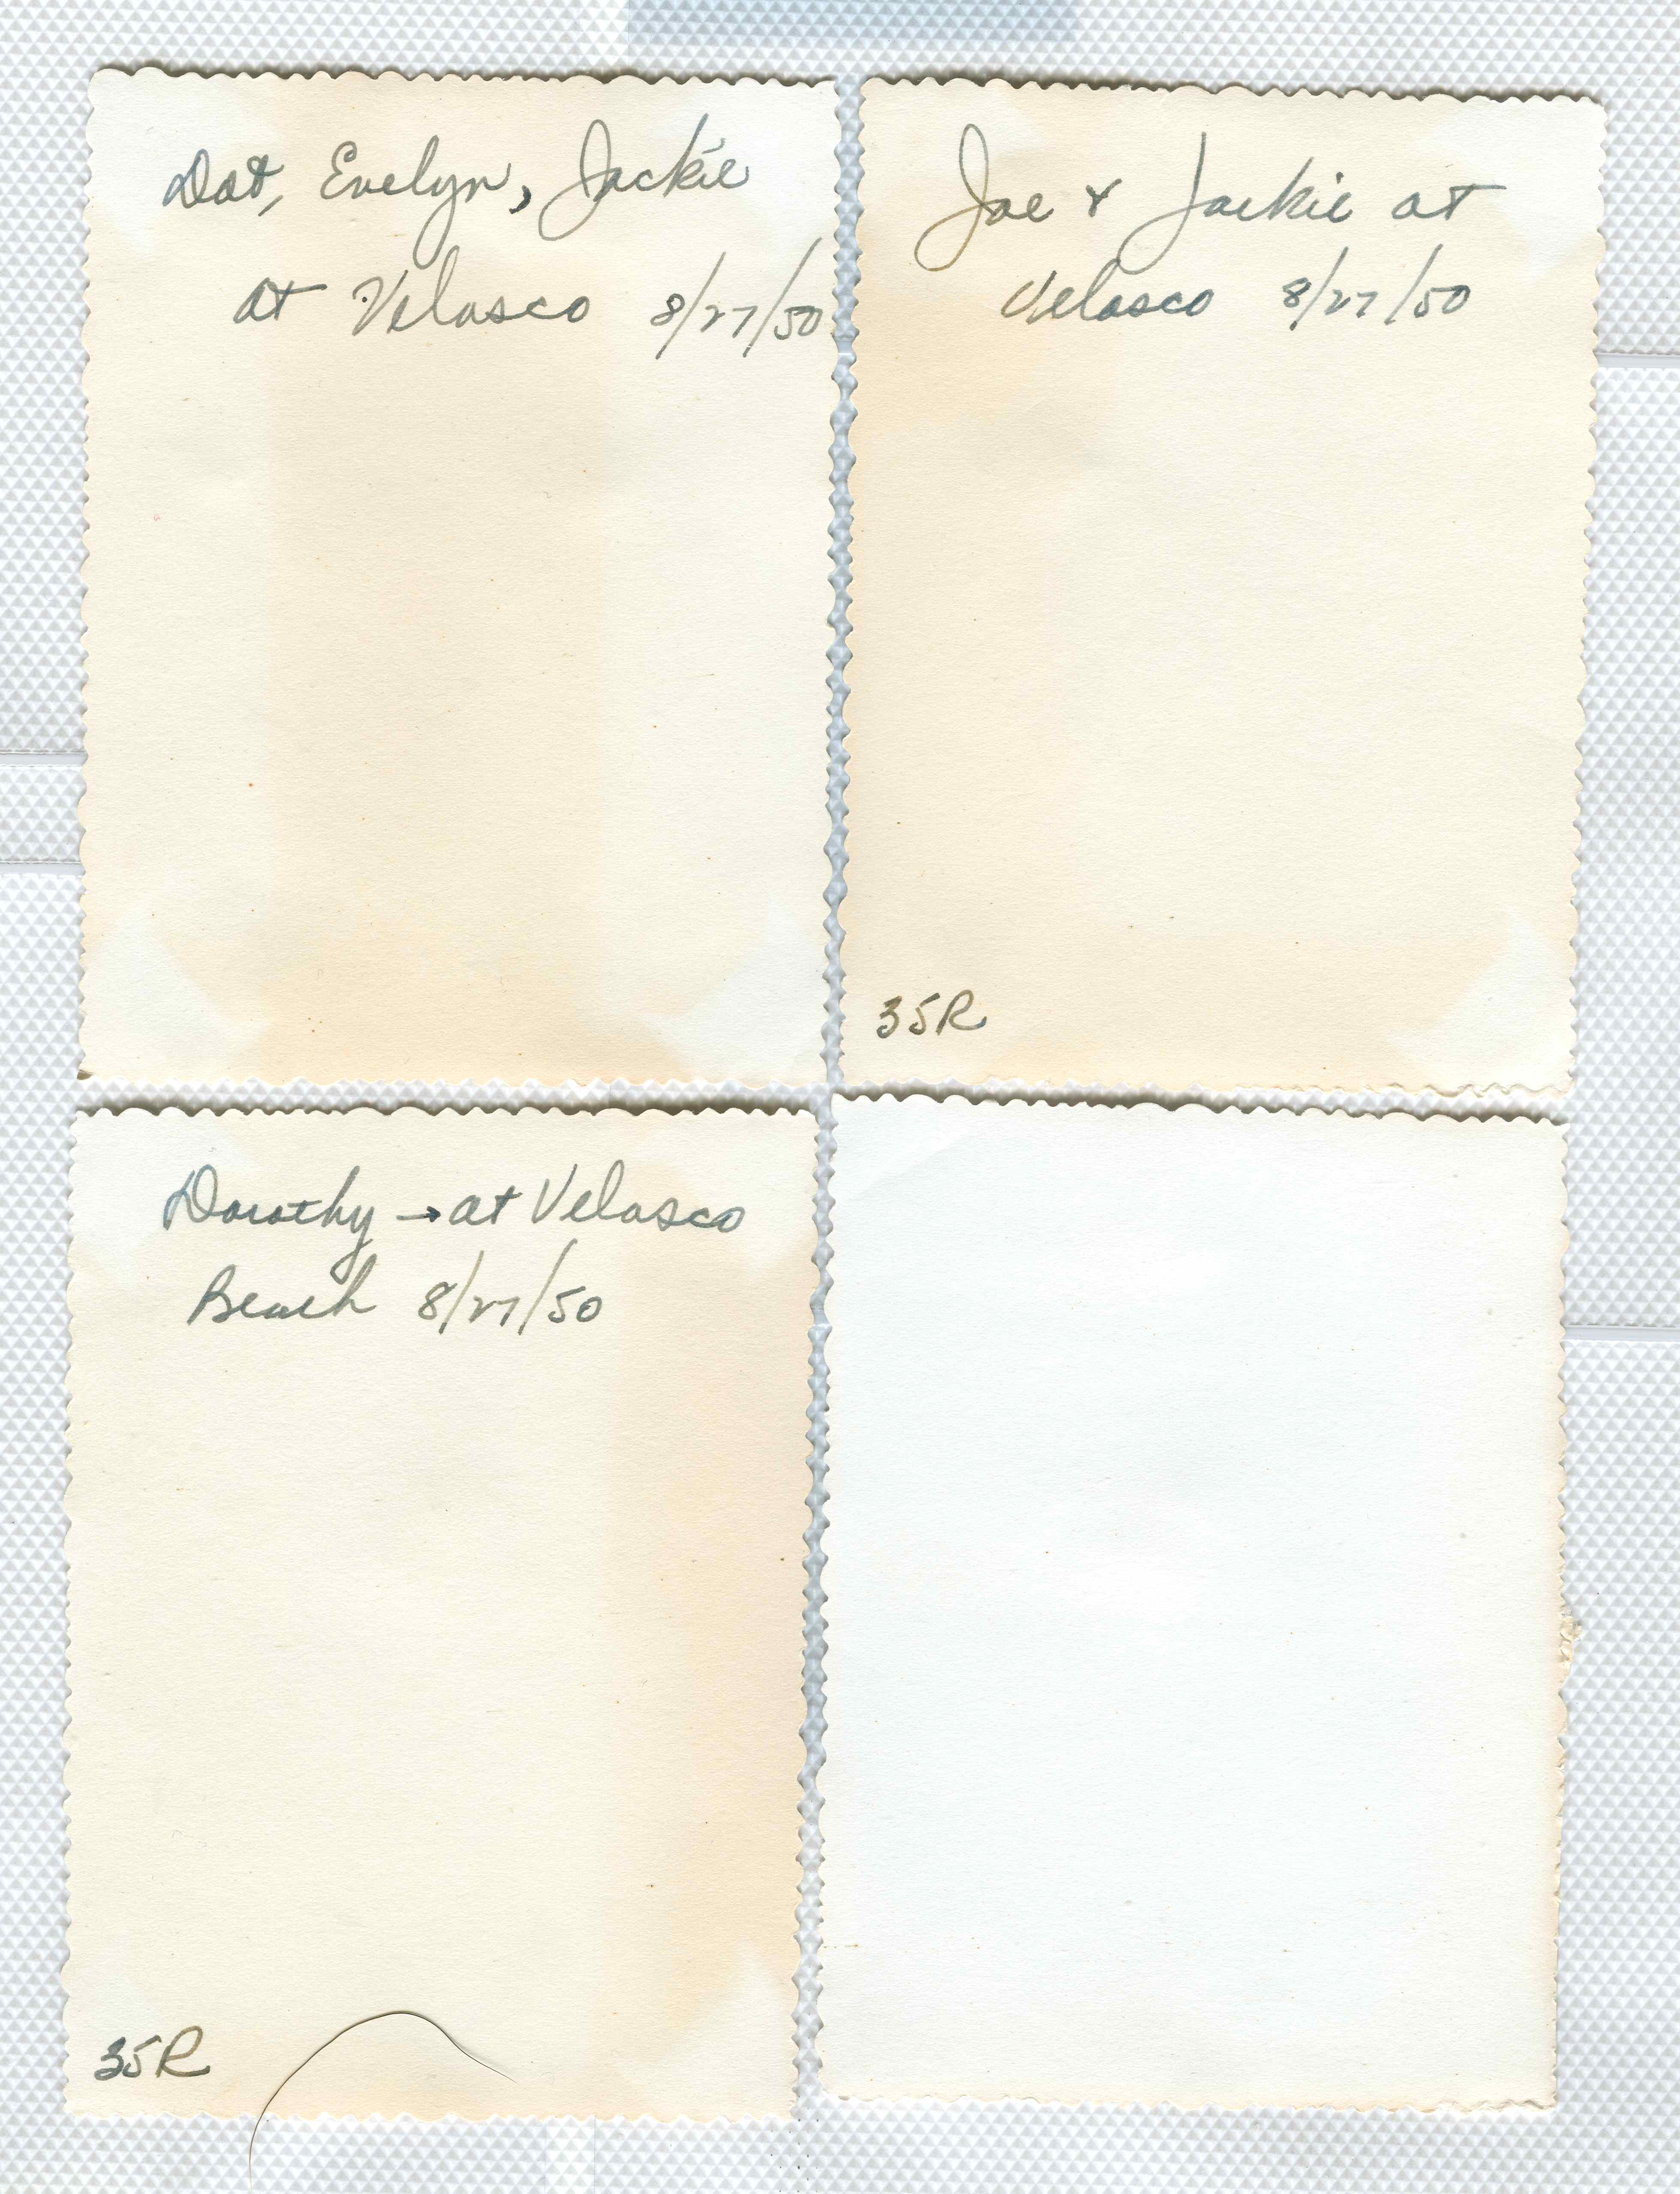 Dot, Evelyn, Jackie
at Velasco 8/27/50
Joe & Jackie at
Velasco 8/27/50
35R
Dorothy → at Velasco
Beach 8/27/50
35R